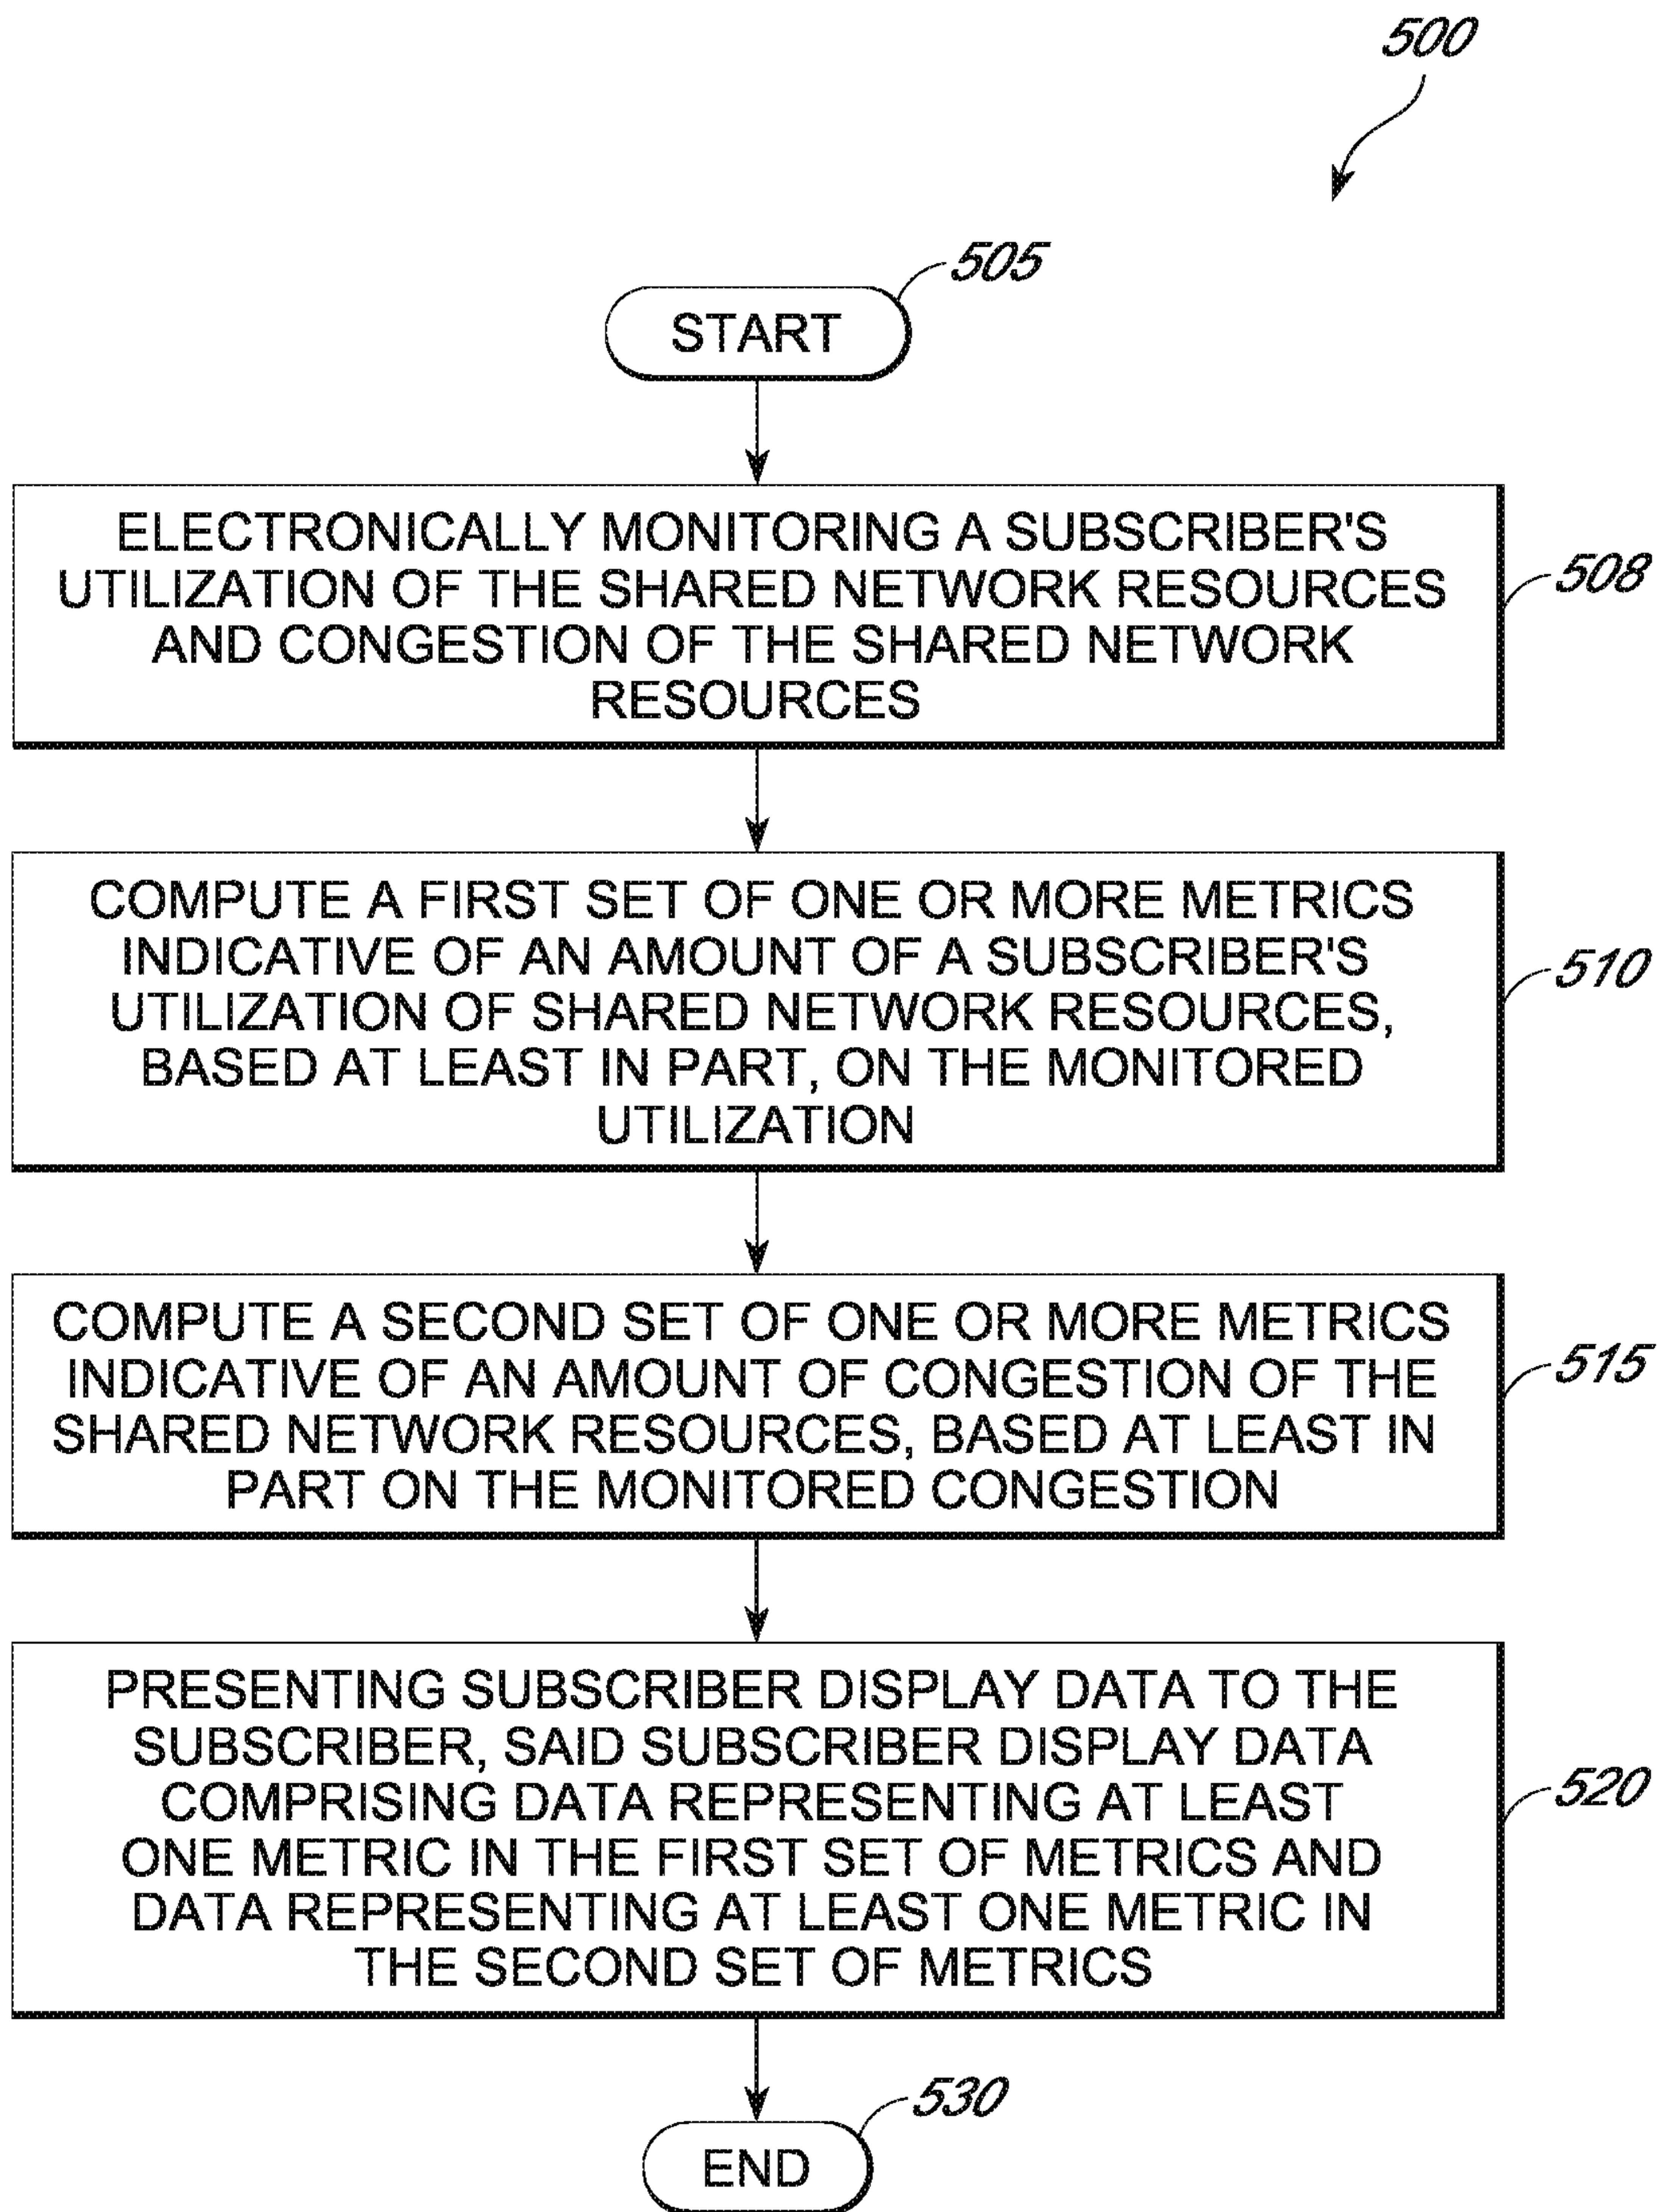 500
505
START
ELECTRONICALLY MONITORING A SUBSCRIBER'S
UTILIZATION OF THE SHARED NETWORK RESOURCES
AND CONGESTION OF THE SHARED NETWORK
RESOURCES
508
COMPUTE A FIRST SET OF ONE OR MORE METRICS
INDICATIVE OF AN AMOUNT OF A SUBSCRIBER'S
UTILIZATION OF SHARED NETWORK RESOURCES,
BASED AT LEAST IN PART, ON THE MONITORED
UTILIZATION
510
COMPUTE A SECOND SET OF ONE OR MORE METRICS
INDICATIVE OF AN AMOUNT OF CONGESTION OF THE
SHARED NETWORK RESOURCES, BASED AT LEAST IN
PART ON THE MONITORED CONGESTION
515
PRESENTING SUBSCRIBER DISPLAY DATA TO THE
SUBSCRIBER, SAID SUBSCRIBER DISPLAY DATA
COMPRISING DATA REPRESENTING AT LEAST
ONE METRIC IN THE FIRST SET OF METRICS AND
DATA REPRESENTING AT LEAST ONE METRIC IN
THE SECOND SET OF METRICS
520
530
END